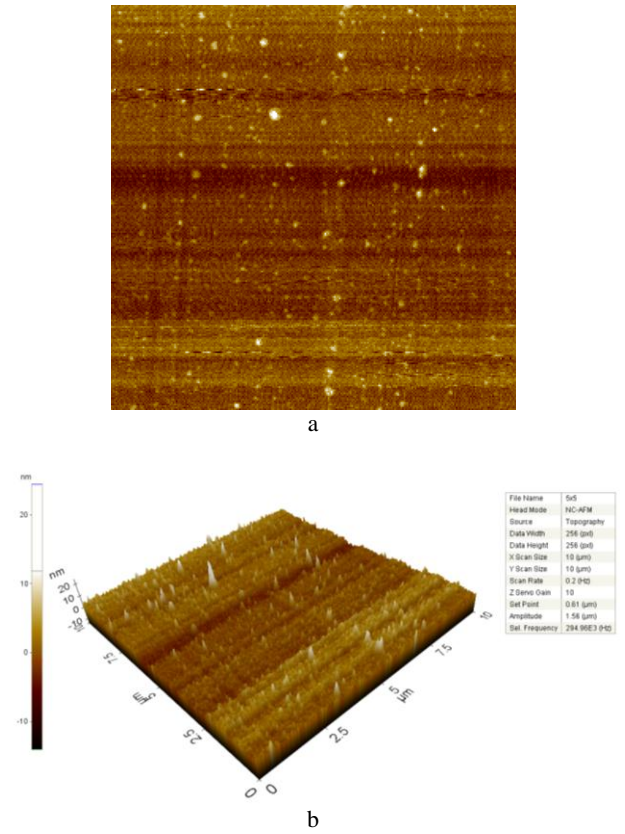 a
nm
20
10
0
-10
nm
20
10
0
-10
10
7.5
5
μm
2.5
0
0
2.5
5
μm
7.5
10
File Name 5x5
Head Mode NC-AFM
Source Topography
Data Width 256 (pxl)
Data Height 256 (pxl)
X Scan Size 10 (μm)
Y Scan Size 10 (μm)
Scan Rate 0.2 (Hz)
Z Servo Gain 10
Set Point 0.61 (μm)
Amplitude 1.56 (μm)
Sel. Frequency 294.96E3 (Hz)
b